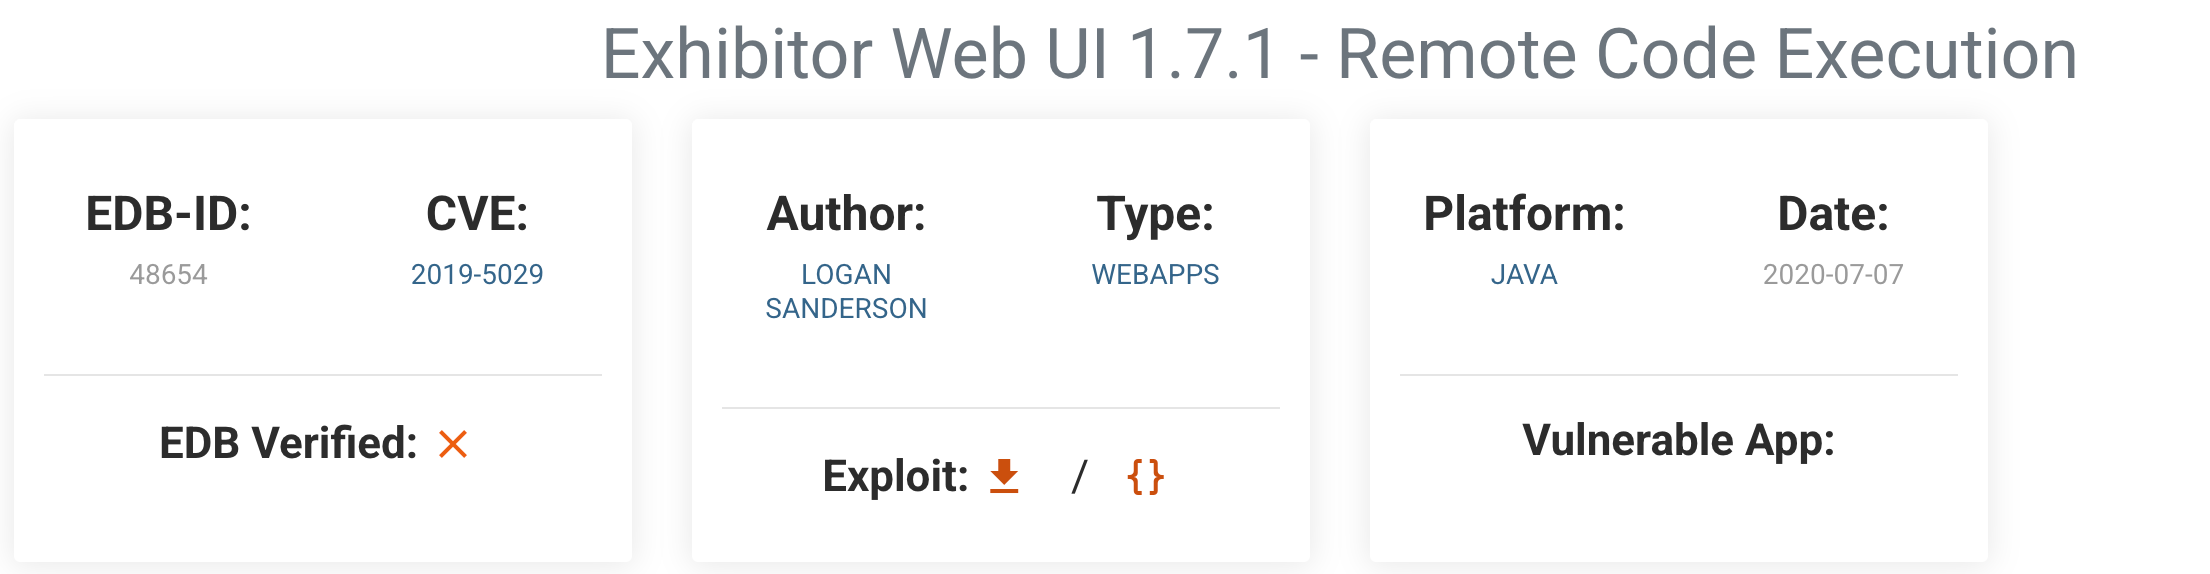 Exhibitor Web UI 1.7.1 - Remote Code Execution
EDB-ID:
48654
CVE:
2019-5029
EDB Verified:
Author:
LOGAN
SANDERSON
Type:
WEBAPPS
Exploit: / {}
Platform:
JAVA
Date:
2020-07-07
Vulnerable App: